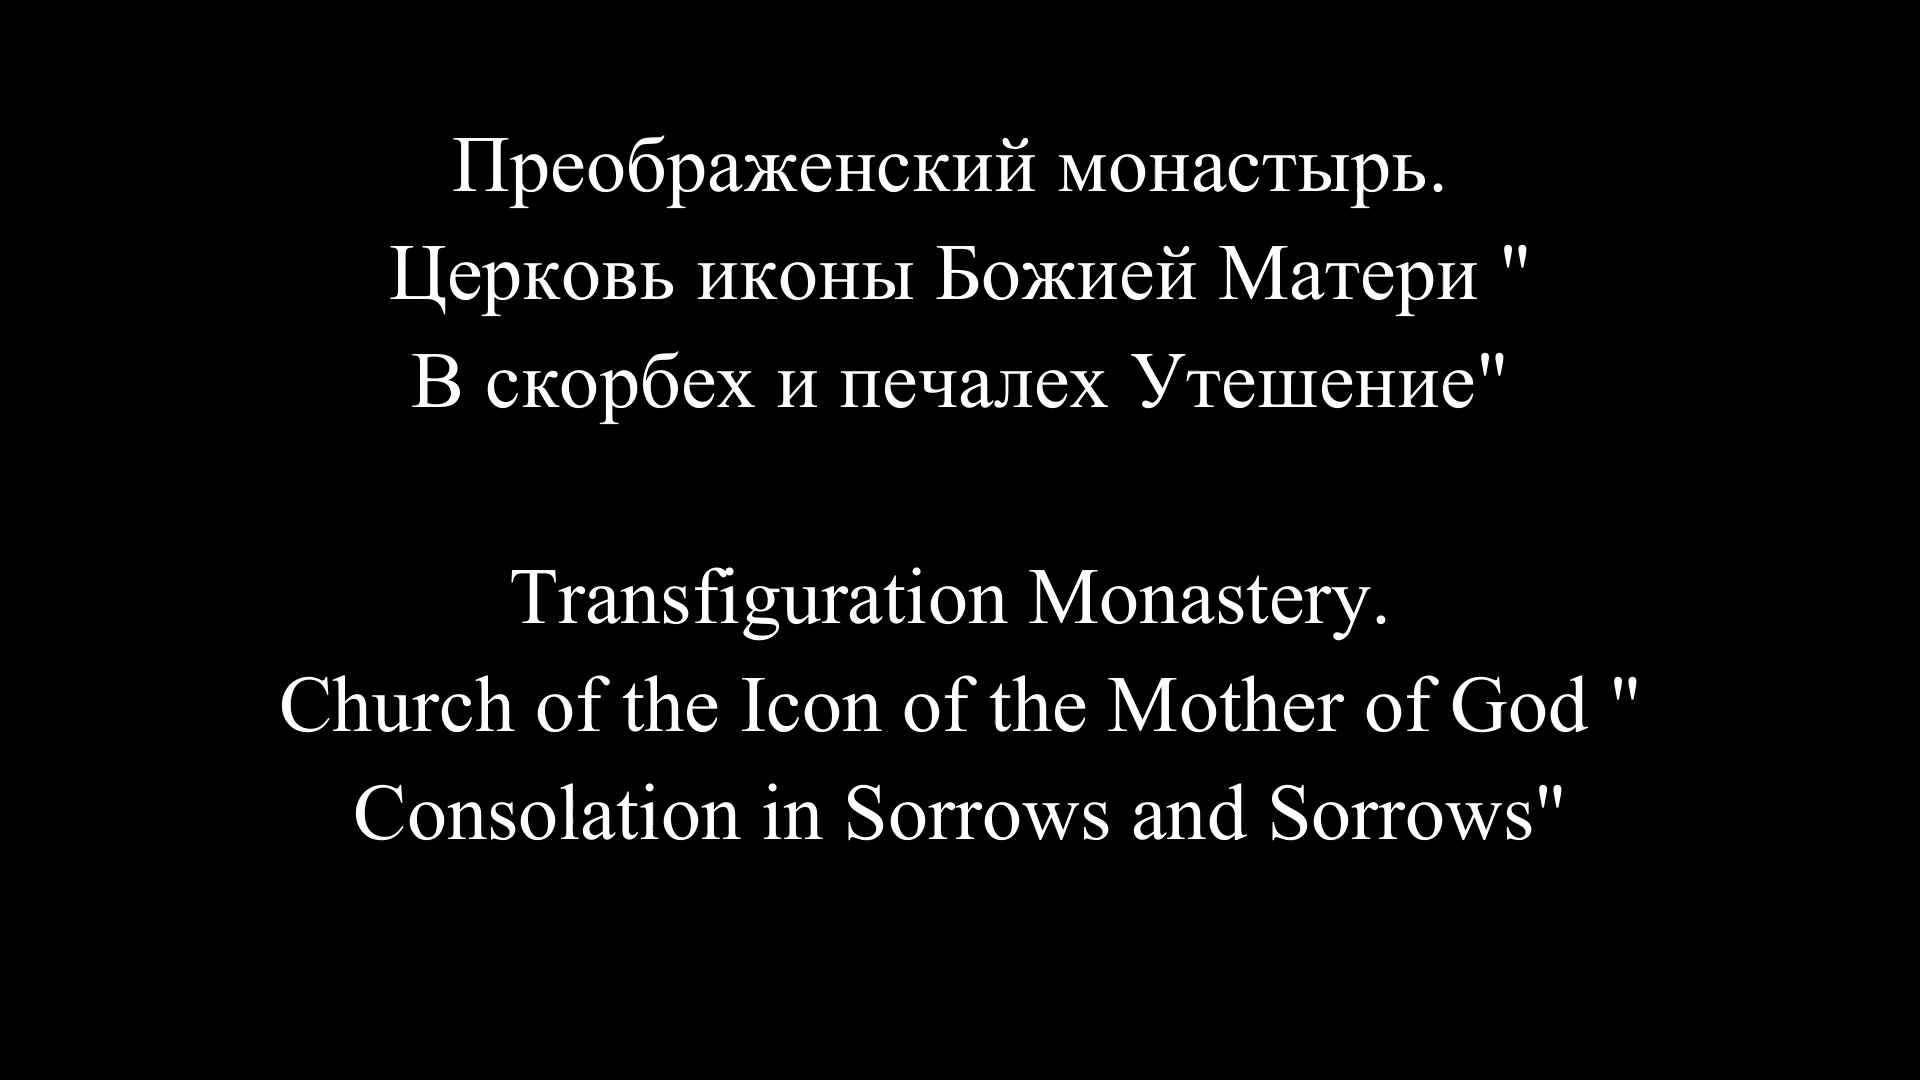 Преображенский монастырь.
Церковь иконы Божией Матери "
В скорбех и печалех Утешение"
Transfiguration Monastery.
Church of the Icon of the Mother of God "
Consolation in Sorrows and Sorrows"